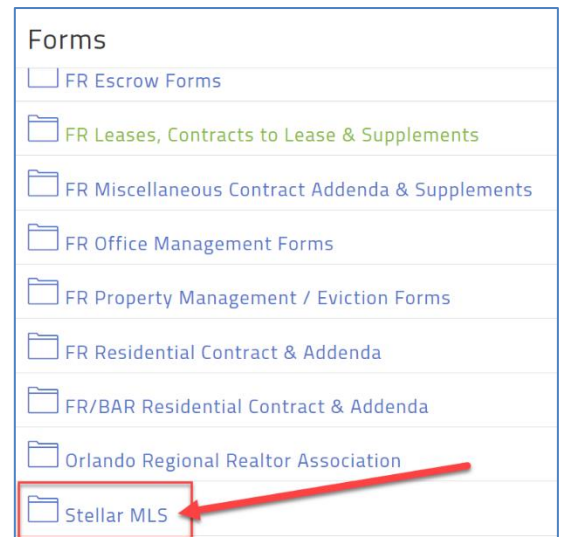 Forms
FR Escrow Forms
FR Leases, Contracts to Lease & Supplements
FR Miscellaneous Contract Addenda & Supplements
FR Office Management Forms
FR Property Management / Eviction Forms
FR Residential Contract & Addenda
FR/BAR Residential Contract & Addenda
Orlando Regional Realtor Association
Stellar MLS